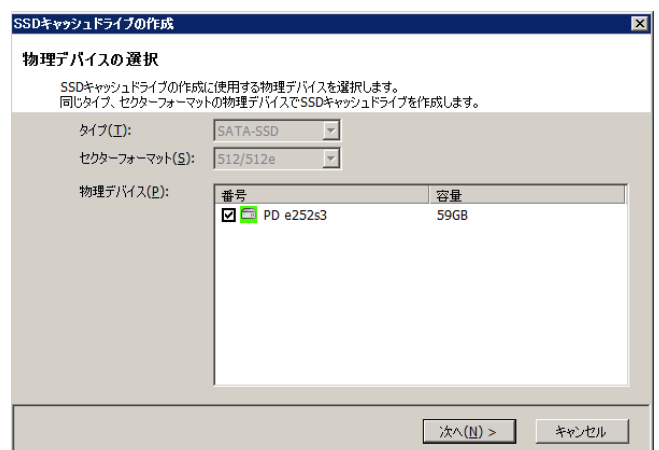 SSDキャッシュドライブの作成
物理デバイスの選択
SSDキャッシュドライブの作成に使用する物理デバイスを選択します。
同じタイプ、セクターフォーマットの物理デバイスでSSDキャッシュドライブを作成します。
タイプ(T): SATA-SSD
セクターフォーマット(S): 512/512e
物理デバイス(P):
番号 容量
PD e252s3 59GB
次へ(N) > キャンセル